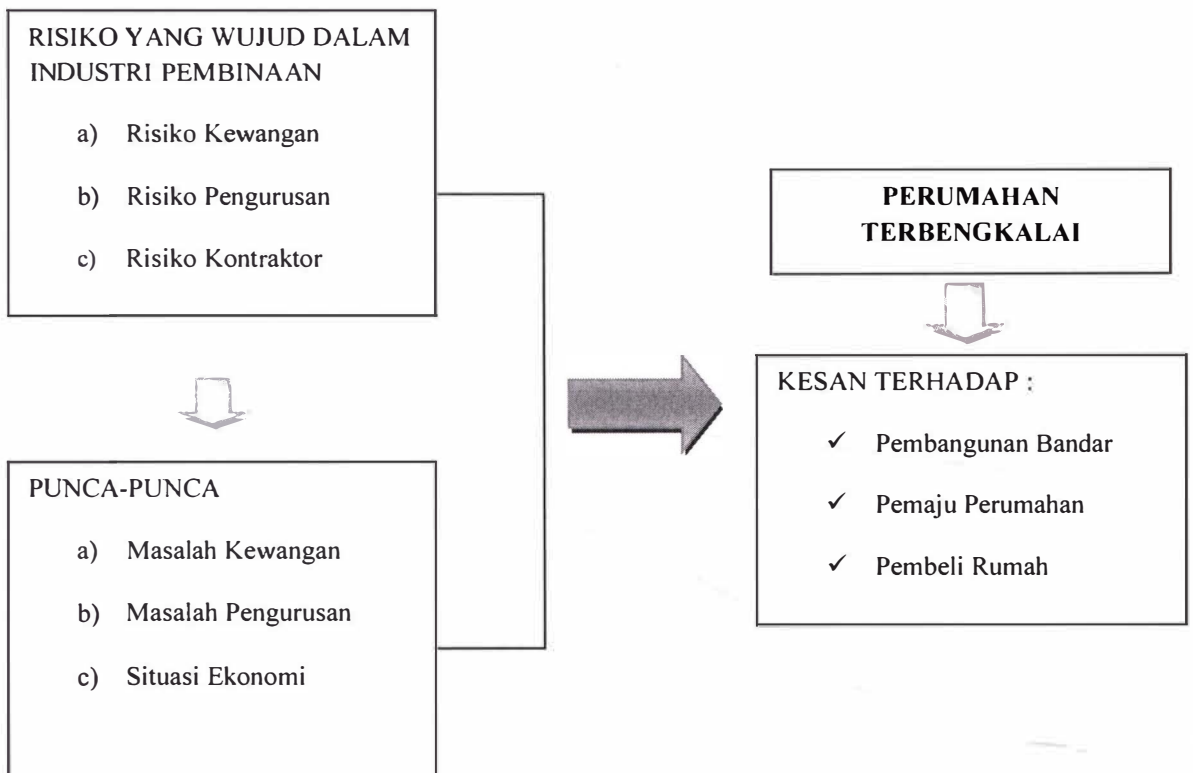 RISIKO YANG WUJUD DALAM
INDUSTRI PEMBINAAN
a) Risiko Kewangan
b) Risiko Pengurusan
c) Risiko Kontraktor
PUNCA-PUNCA
a) Masalah Kewangan
b) Masalah Pengurusan
c) Situasi Ekonomi
PERUMAHAN
TERBENGKALAI
KESAN TERHADAP :
✓ Pembangunan Bandar
✓ Pemaju Perumahan
✓ Pembeli Rumah